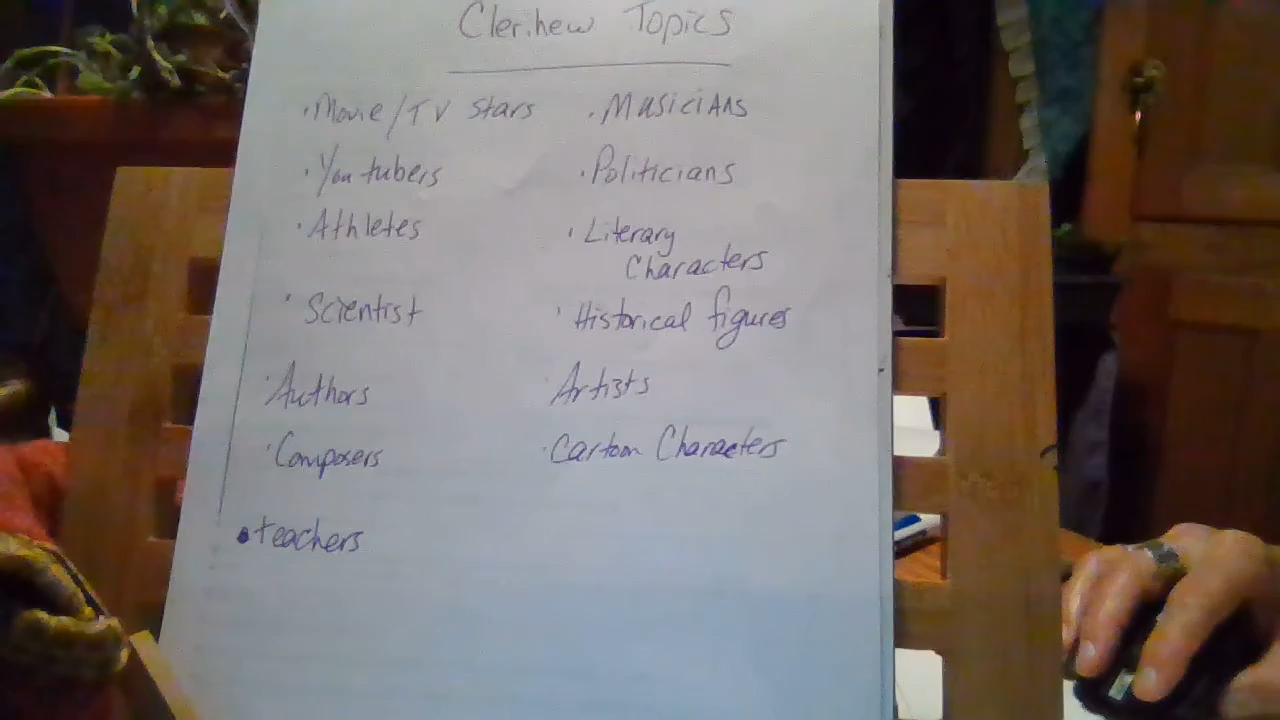 Clerihew Topics
· Movie/TV Stars
· Youtubers
· Athletes
· Scientist
· Authors
· Composers
• teachers
· Musicians
· Politicians
· Literary
Characters
· Historical figures
· Artists
· Cartoon Characters